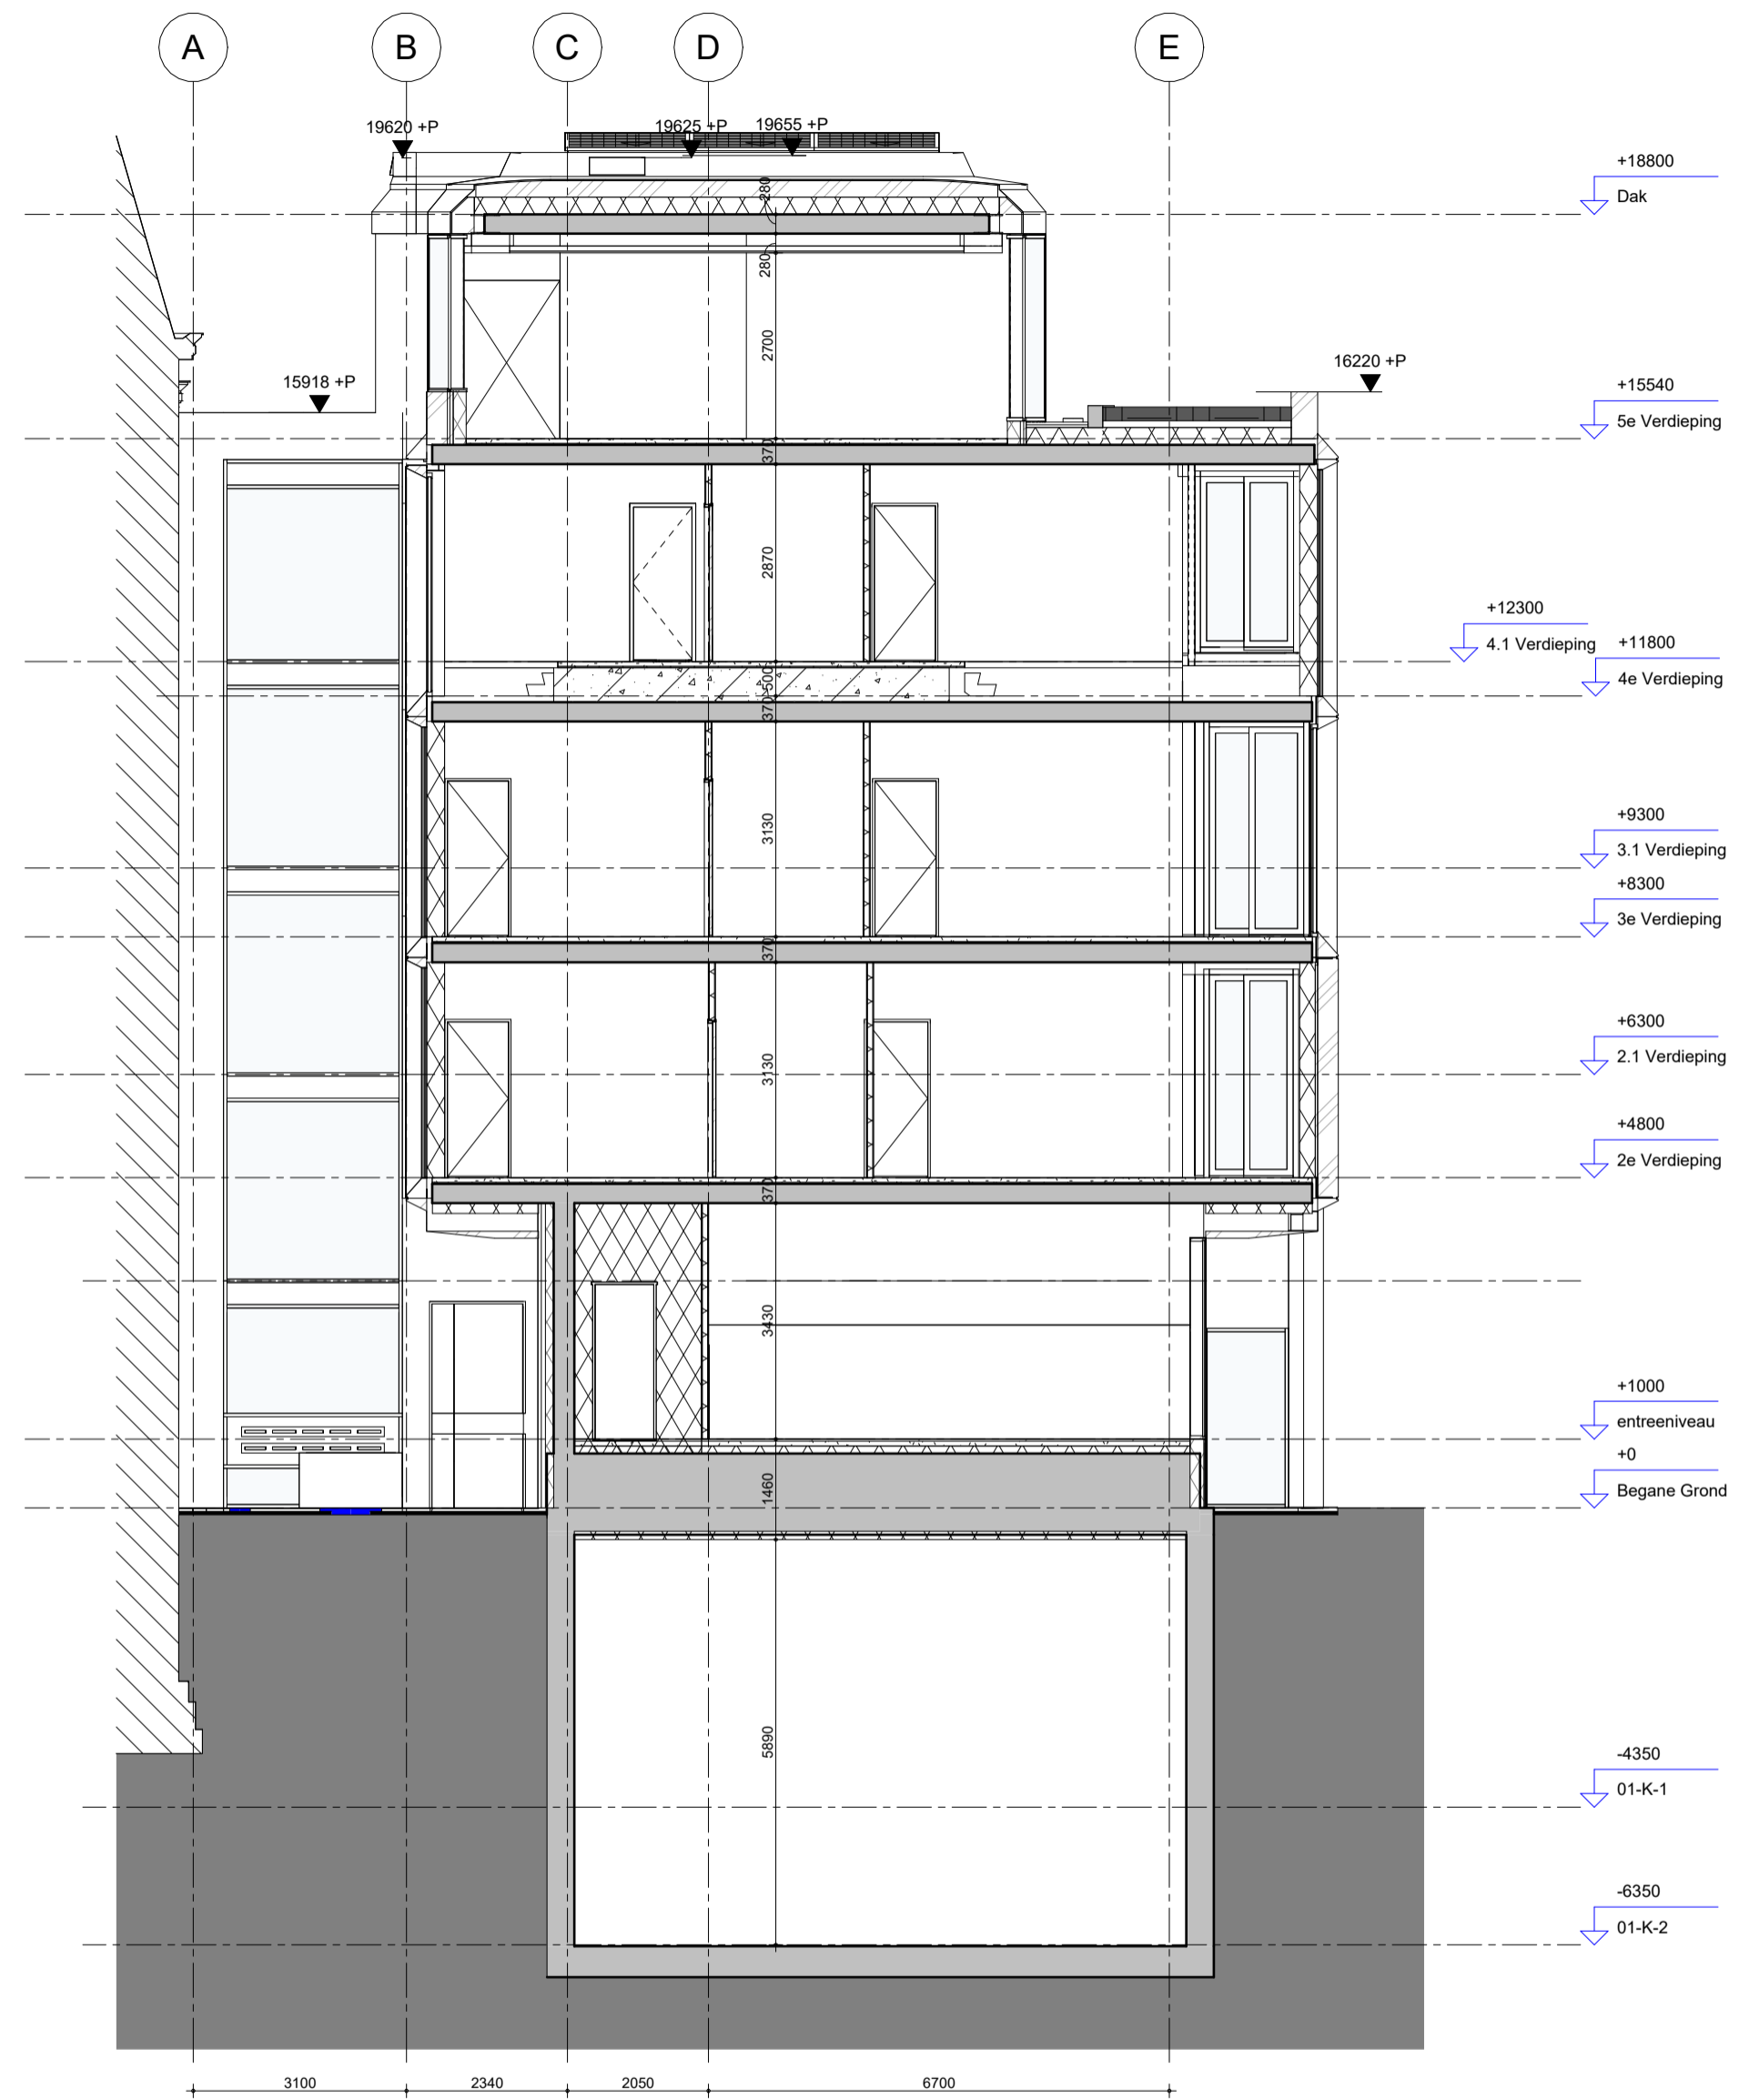 A
B
C
D
E
19620 +P
19625 +P
19655 +P
+18800
Dak
280
280
2700
15918 +P
16220 +P
+15540
5e Verdieping
370
2870
+12300
4.1 Verdieping
+11800
4e Verdieping
500
370
+9300
3.1 Verdieping
3130
+8300
3e Verdieping
370
+6300
2.1 Verdieping
3130
+4800
2e Verdieping
370
3430
+1000
entreeniveau
+0
Begane Grond
1460
5890
-4350
01-K-1
-6350
01-K-2
3100
2340
2050
6700